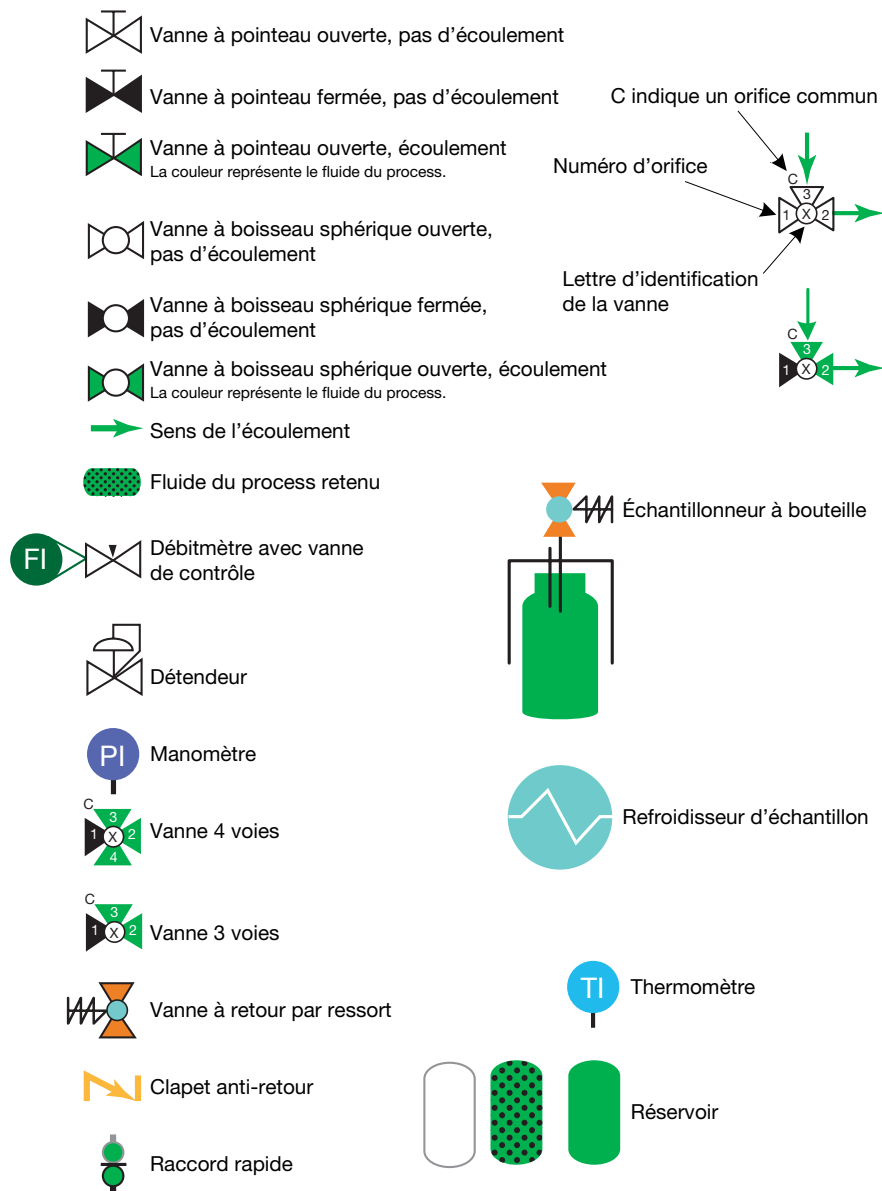 Vanne à pointeau ouverte, pas d'écoulement
Vanne à pointeau fermée, pas d'écoulement
Vanne à pointeau ouverte, écoulement
La couleur représente le fluide du process.
Vanne à boisseau sphérique ouverte,
pas d'écoulement
Vanne à boisseau sphérique fermée,
pas d'écoulement
Vanne à boisseau sphérique ouverte, écoulement
La couleur représente le fluide du process.
Sens de l'écoulement
Fluide du process retenu
FI
Débitmètre avec vanne
de contrôle
Détendeur
PI
Manomètre
C
3
1 X 2
4
Vanne 4 voies
C
3
1 X 2
Vanne 3 voies
Vanne à retour par ressort
Clapet anti-retour
Raccord rapide
C indique un orifice commun
Numéro d'orifice
C
3
1 X 2
Lettre d'identification
de la vanne
C
3
1 X 2
Échantillonneur à bouteille
Refroidisseur d'échantillon
TI
Thermomètre
Réservoir